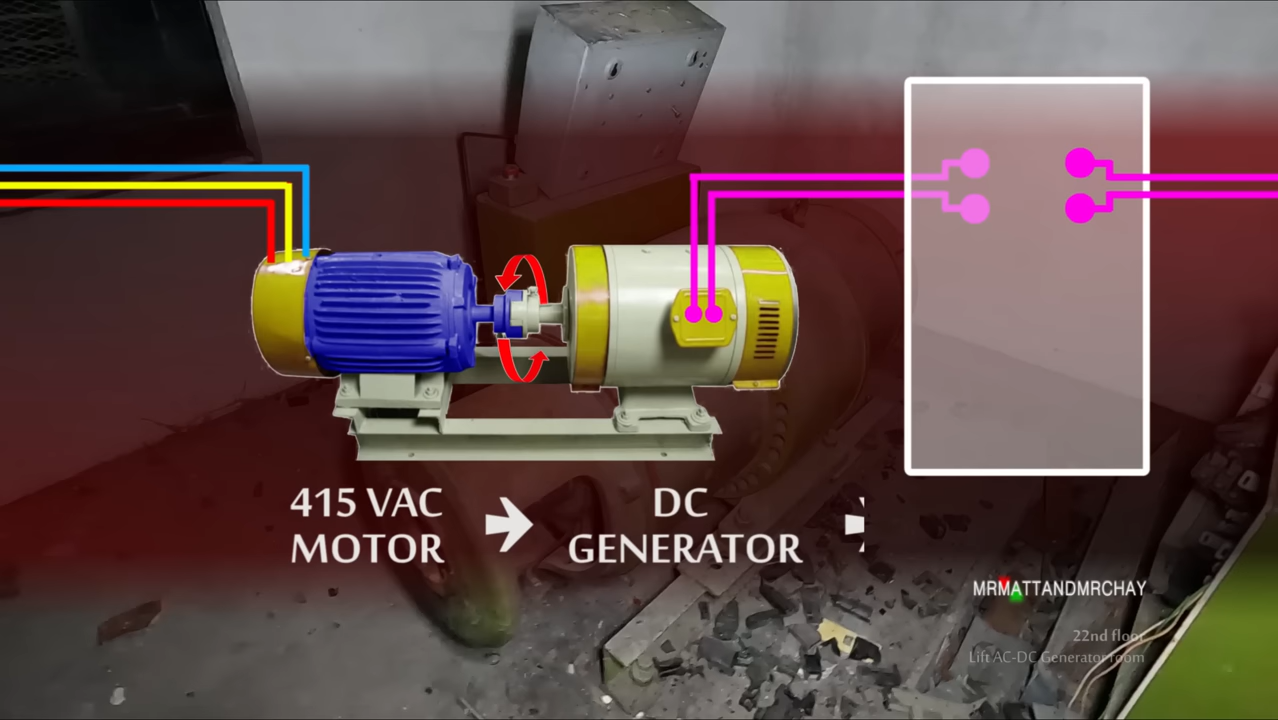 415 VAC
MOTOR
DC
GENERATOR
MRMATTANDMRCHAY
22nd floor
Lift AC-DC Generator room